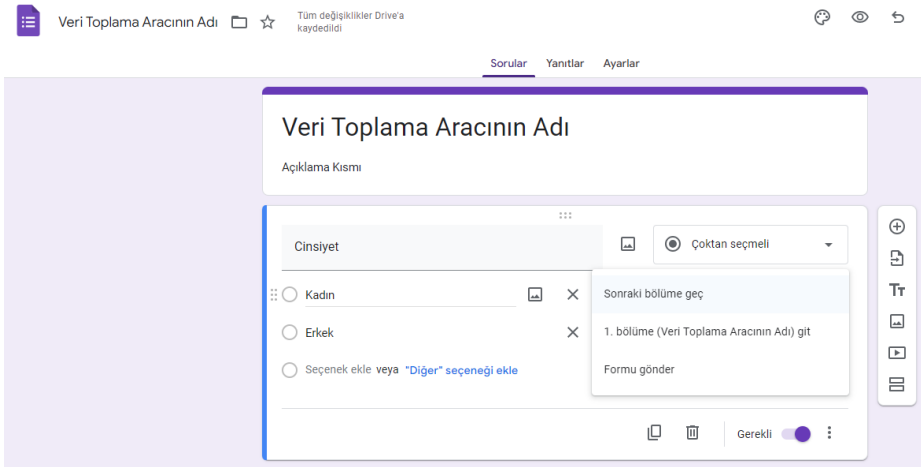 Veri Toplama Aracının Adı
Tüm değişiklikler Drive'a
kaydedildi
Sorular Yanıtlar Ayarlar
Veri Toplama Aracının Adı
Açıklama Kısmı
Cinsiyet
Çoktan seçmeli
Kadın
Sonraki bölüme geç
Erkek
1. bölüme (Veri Toplama Aracının Adı) git
Seçenek ekle veya "Diğer" seçeneği ekle
Formu gönder
Gerekli
Tт